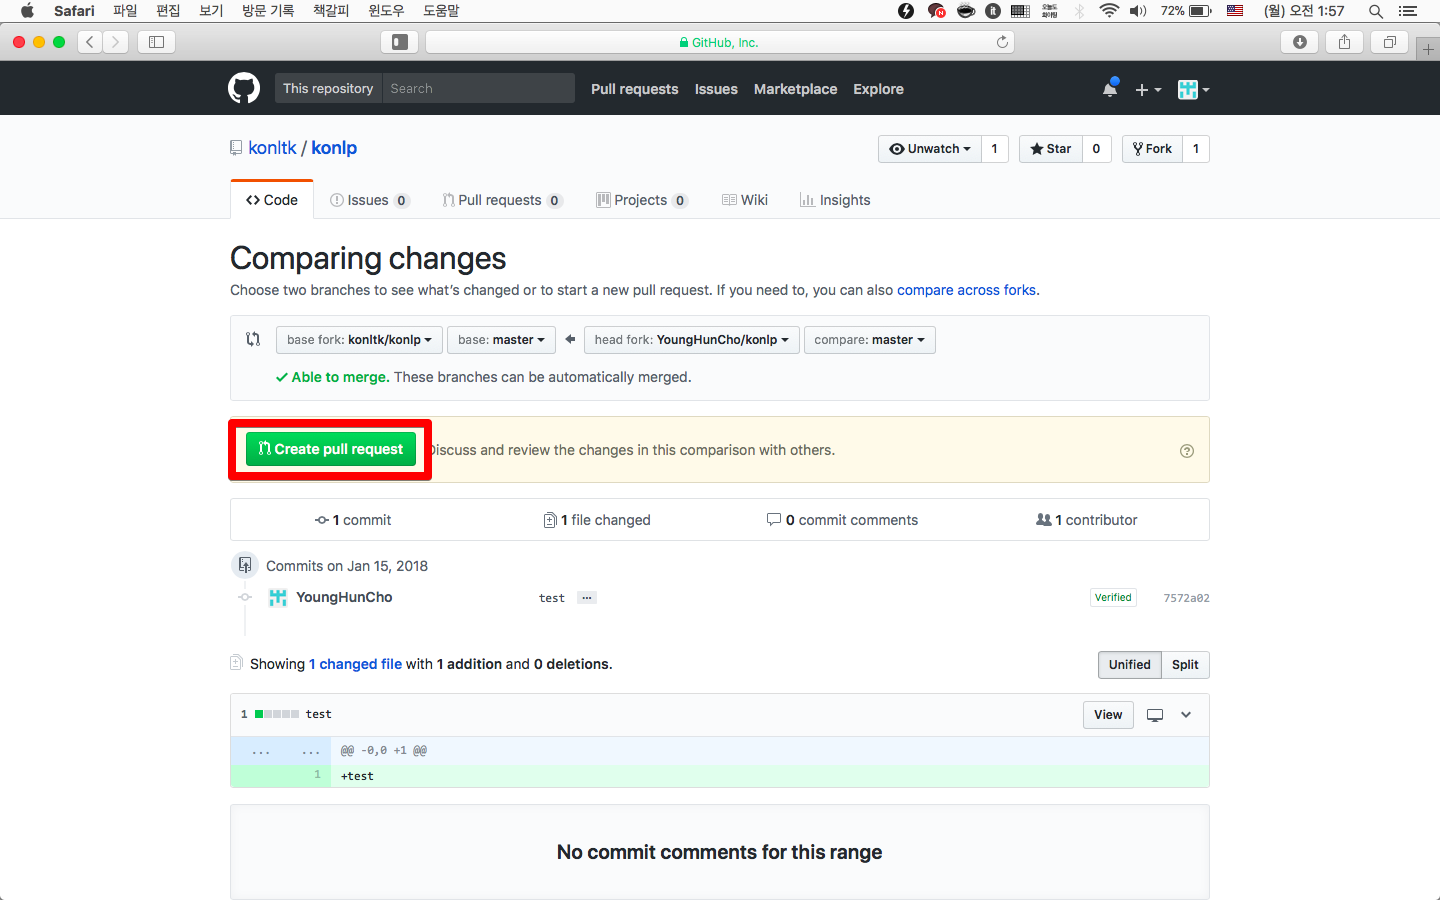 Safari 파일 편집 보기 방문 기록 책갈피 윈도우 도움말 72% (월) 오전 1:57
GitHub, Inc.
This repository Search Pull requests Issues Marketplace Explore
konltk / konlp Unwatch 1 Star 0 Fork 1
Code Issues 0 Pull requests 0 Projects 0 Wiki Insights
Comparing changes
Choose two branches to see what's changed or to start a new pull request. If you need to, you can also compare across forks.
base fork: konltk/konlp base: master head fork: YoungHunCho/konlp compare: master
Able to merge. These branches can be automatically merged.
Create pull request Discuss and review the changes in this comparison with others.
1 commit 1 file changed 0 commit comments 1 contributor
Commits on Jan 15, 2018
YoungHunCho test ... Verified 7572a02
Showing 1 changed file with 1 addition and 0 deletions. Unified Split
1 test View
... ... @@ -0,0 +1 @@
1 +test
No commit comments for this range